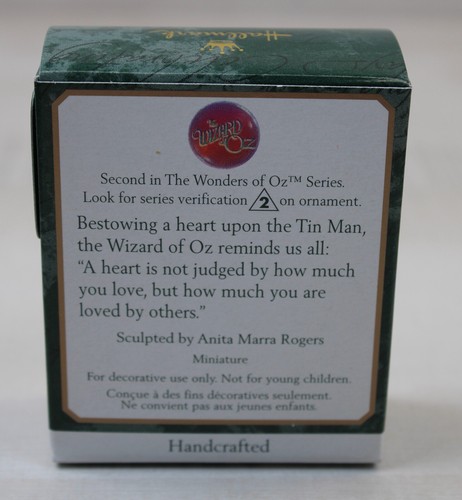 Hallmark
The
WIZARD
OF
OZ
Second in The Wonders of Oz™ Series.
Look for series verification 2 on ornament.
Bestowing a heart upon the Tin Man,
the Wizard of Oz reminds us all:
“A heart is not judged by how much
you love, but how much you are
loved by others.”
Sculpted by Anita Marra Rogers
Miniature
For decorative use only. Not for young children.
Conçue à des fins décoratives seulement.
Ne convient pas aux jeunes enfants.
Handcrafted